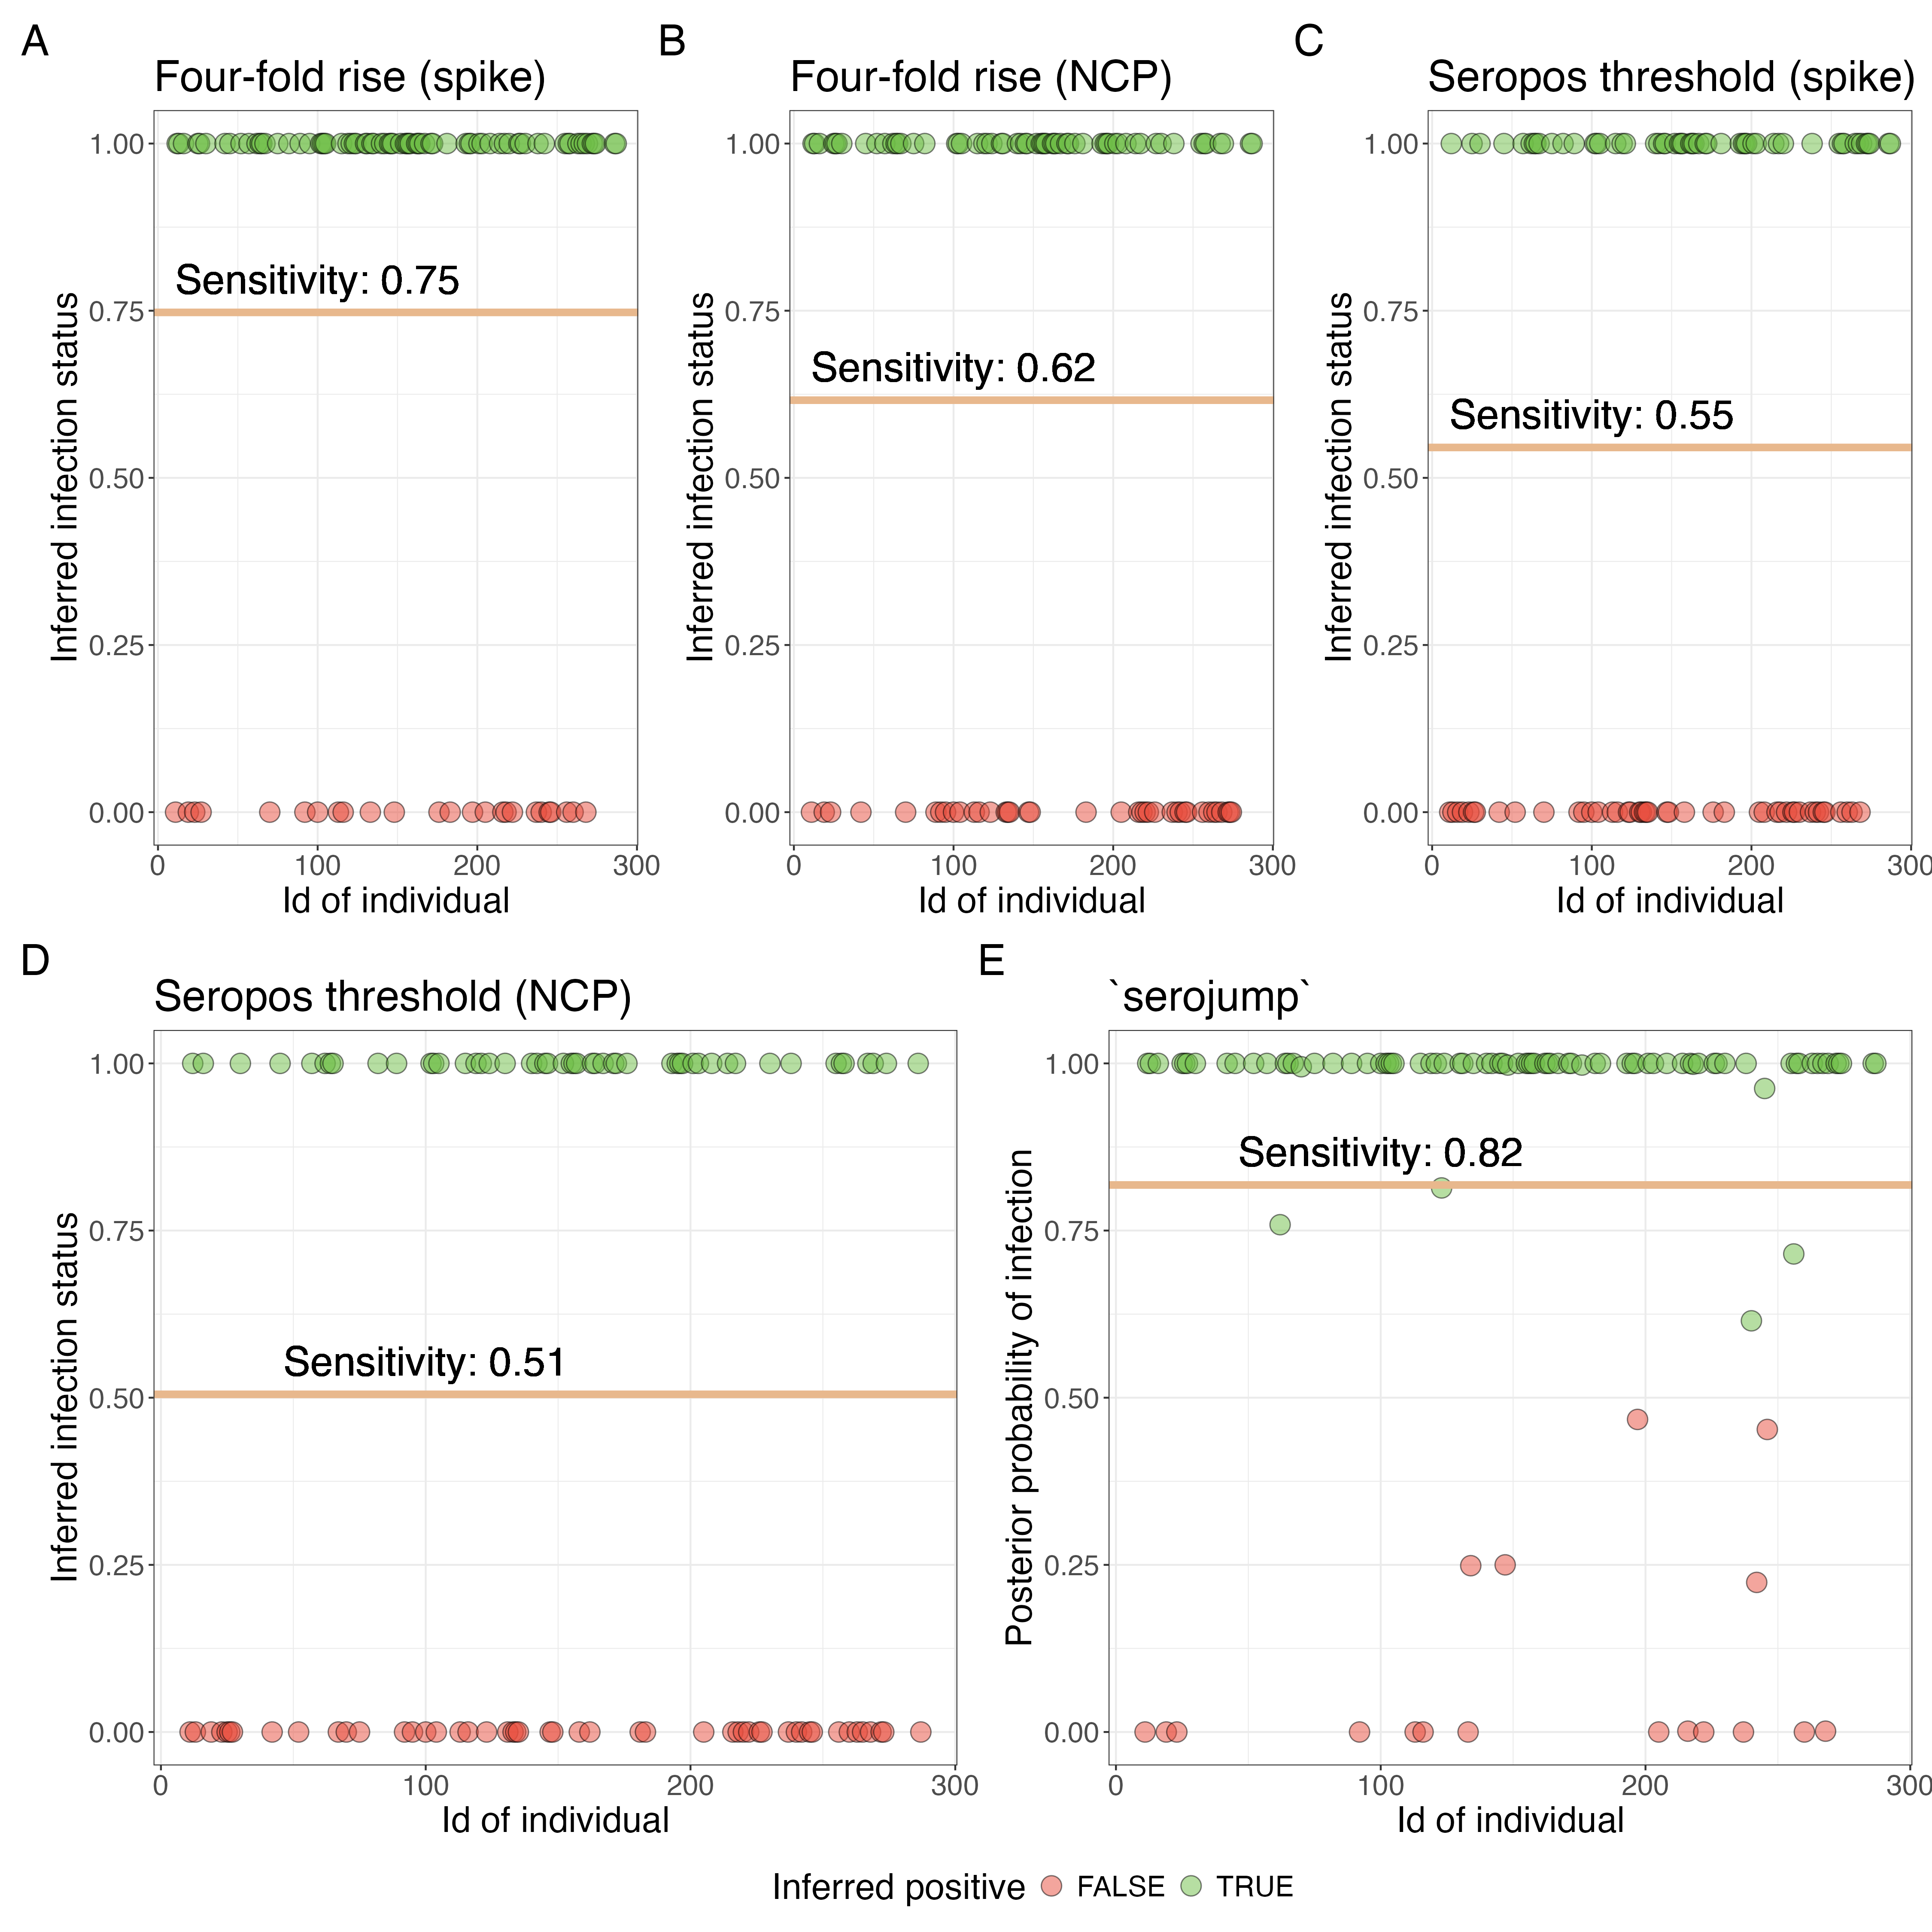 A
Four-fold rise (spike)
Inferred infection status
1.00
0.75
0.50
0.25
0.00
Sensitivity: 0.75
0 100 200 300
Id of individual
B
Four-fold rise (NCP)
Inferred infection status
1.00
0.75
0.50
0.25
0.00
Sensitivity: 0.62
0 100 200 300
Id of individual
C
Seropos threshold (spike)
Inferred infection status
1.00
0.75
0.50
0.25
0.00
Sensitivity: 0.55
0 100 200 300
Id of individual
D
Seropos threshold (NCP)
Inferred infection status
1.00
0.75
0.50
0.25
0.00
Sensitivity: 0.51
0 100 200 300
Id of individual
E
`serojump`
Posterior probability of infection
1.00
0.75
0.50
0.25
0.00
Sensitivity: 0.82
0 100 200 300
Id of individual
Inferred positive FALSE TRUE